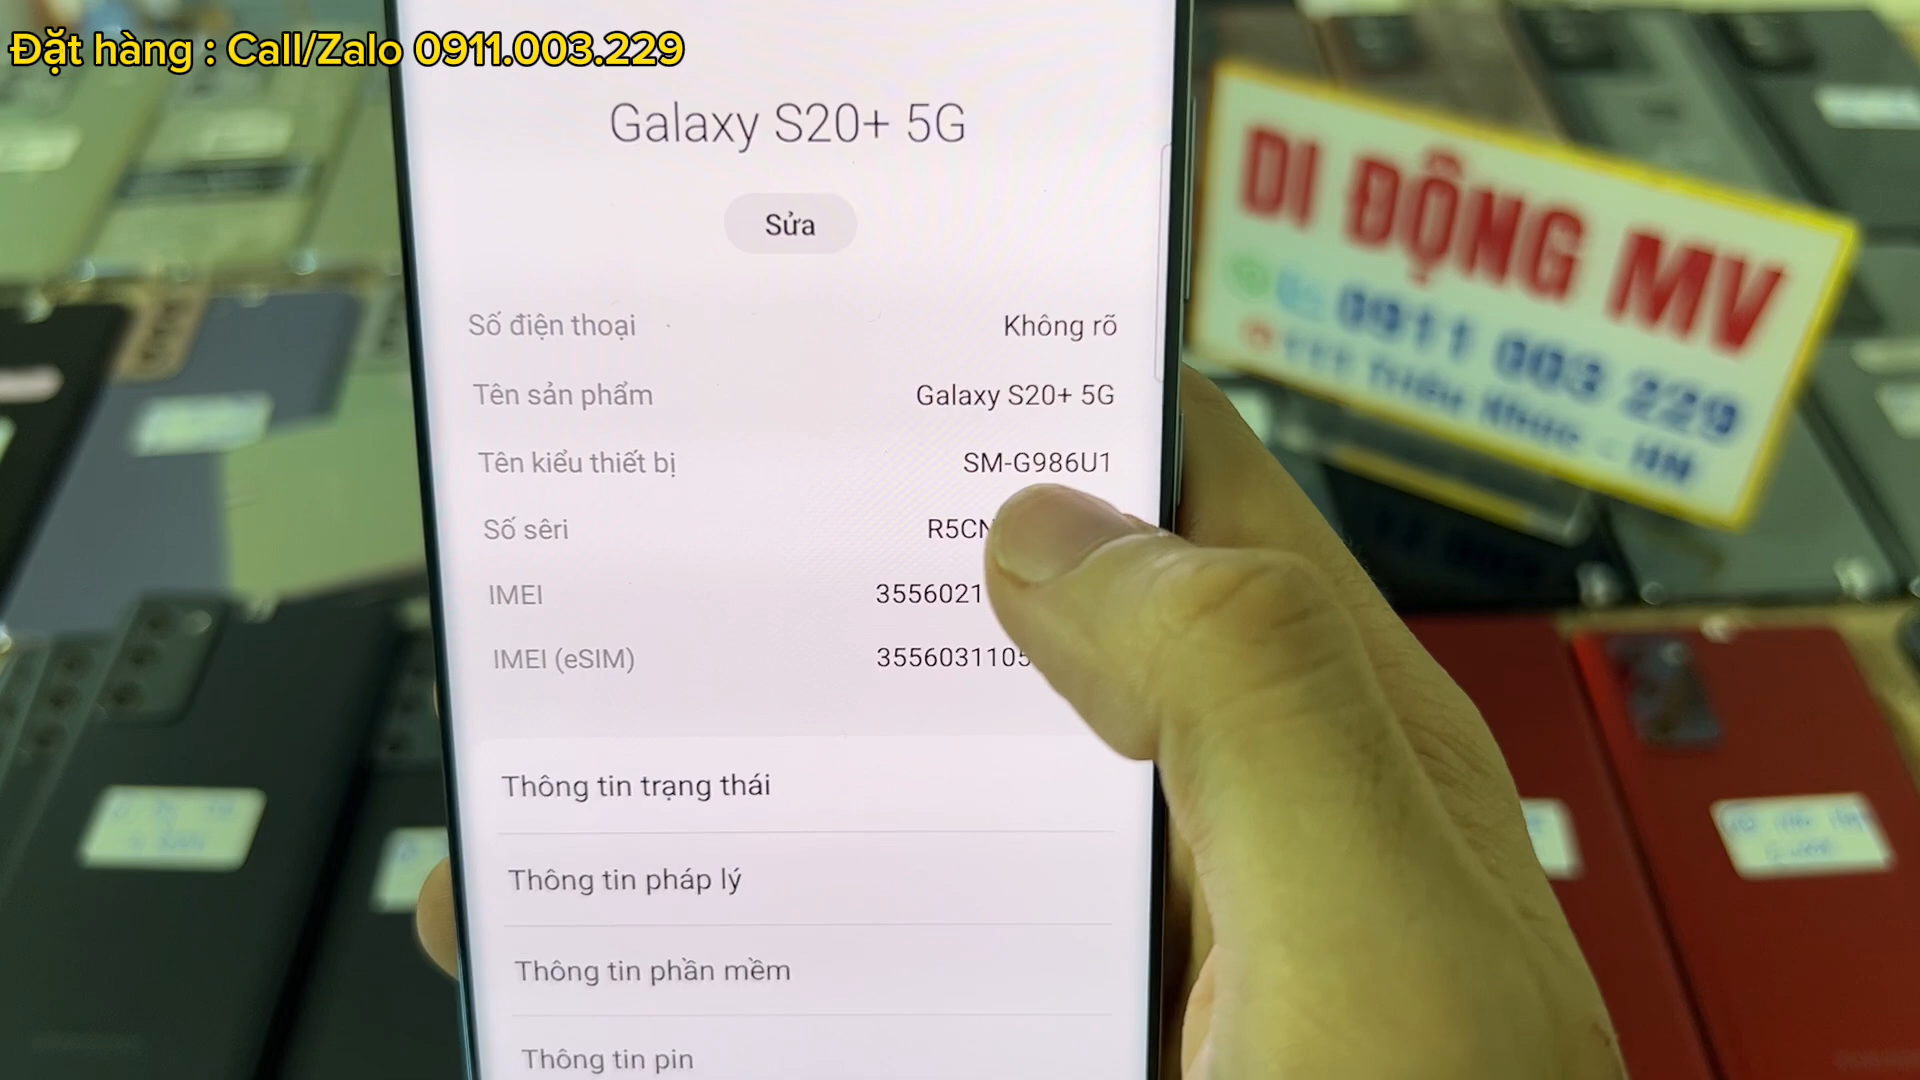 Đặt hàng : Call/Zalo 0911.003.229
Galaxy S20+ 5G
Sửa
Số điện thoại Không rõ
Tên sản phẩm Galaxy S20+ 5G
Tên kiểu thiết bị SM-G986U1
Số sêri R5CN
IMEI 3556021
IMEI (eSIM) 3556031105
Thông tin trạng thái
Thông tin pháp lý
Thông tin phần mềm
Thông tin pin
DI ĐỘNG MV
0911 003 229
Triều Khúc - HN